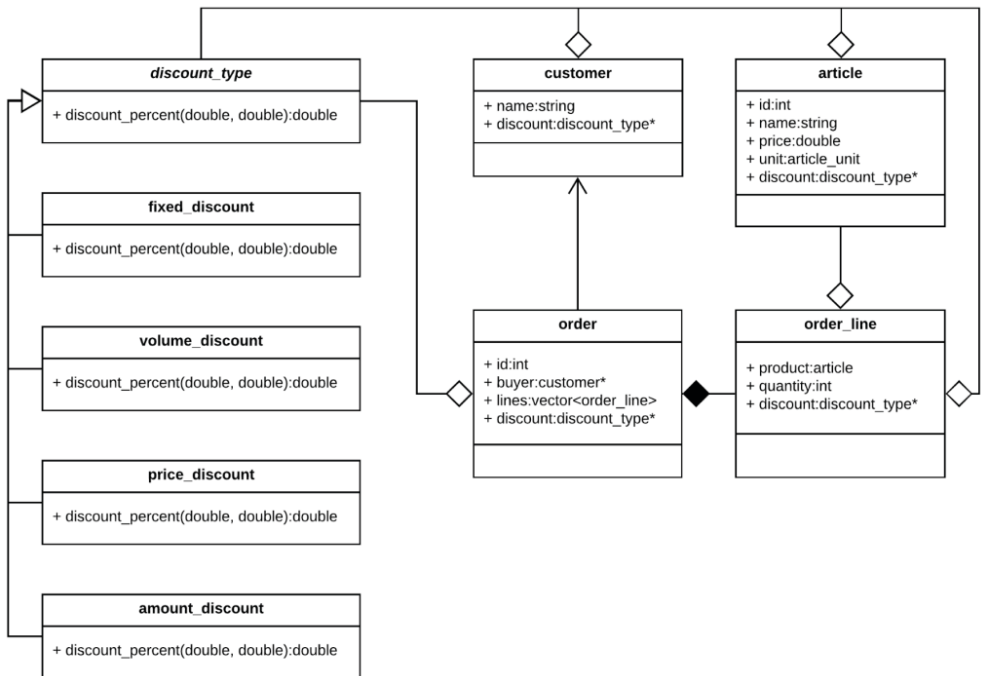 discount_type
+ discount_percent(double, double):double
fixed_discount
+ discount_percent(double, double):double
volume_discount
+ discount_percent(double, double):double
price_discount
+ discount_percent(double, double):double
amount_discount
+ discount_percent(double, double):double
customer
+ name:string
+ discount:discount_type*
article
+ id:int
+ name:string
+ price:double
+ unit:article_unit
+ discount:discount_type*
order
+ id:int
+ buyer:customer*
+ lines:vector<order_line>
+ discount:discount_type*
order_line
+ product:article
+ quantity:int
+ discount:discount_type*